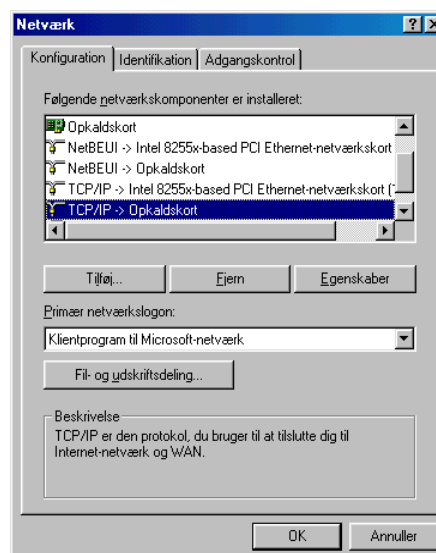 Netværk
Konfiguration Identifikation Adgangskontrol
Følgende netværkskomponenter er installeret:
Opkaldskort
NetBEUI -> Intel 8255x-based PCI Ethernet-netværkskort
NetBEUI -> Opkaldskort
TCP/IP -> Intel 8255x-based PCI Ethernet-netværkskort (
TCP/IP -> Opkaldskort
Tilføj... Fjern Egenskaber
Primær netværkslogon:
Klientprogram til Microsoft-netværk
Fil- og udskriftsdeling...
Beskrivelse
TCP/IP er den protokol, du bruger til at tilslutte dig til
Internet-netværk og WAN.
OK Annuller